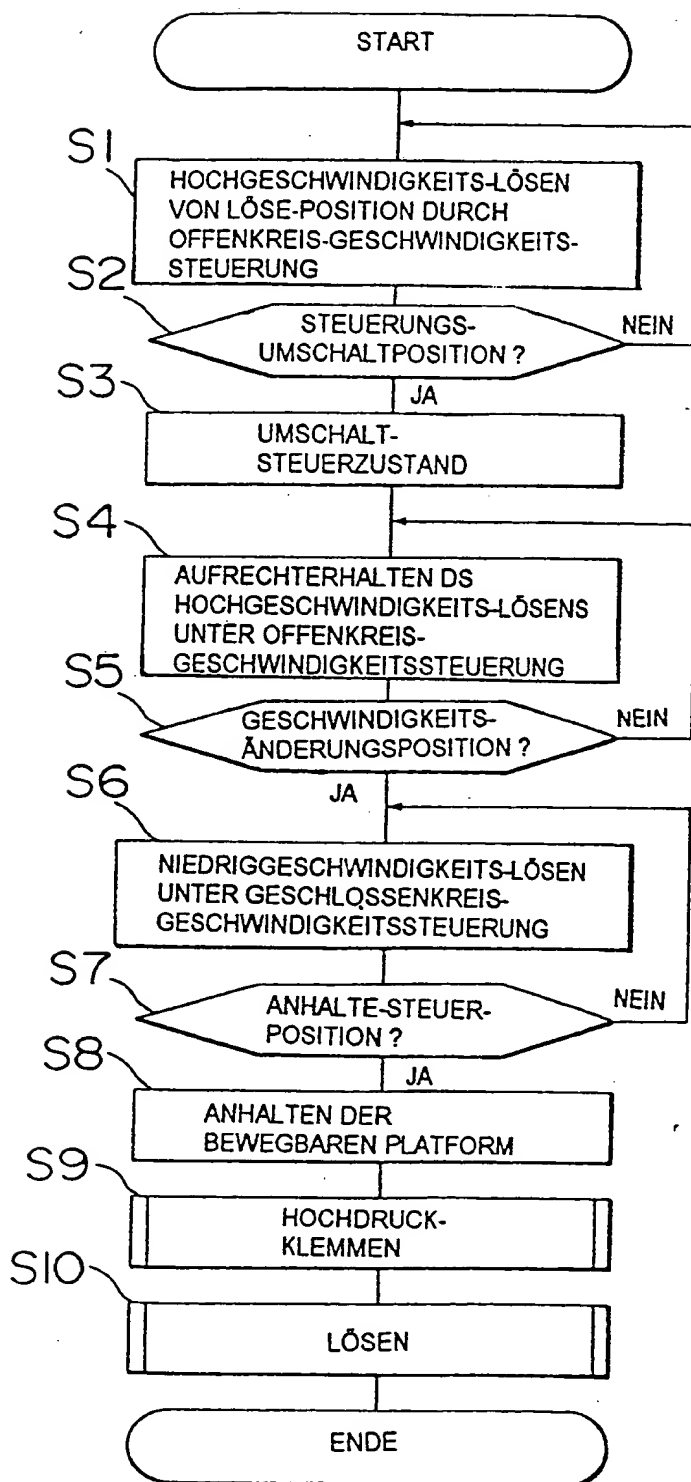 START
S1
HOCHGESCHWINDIGKEITS-LÖSEN
VON LÖSE-POSITION DURCH
OFFENKREIS-GESCHWINDIGKEITS-
STEUERUNG
S2
STEUERUNGS-
UMSCHALTPOSITION ?
NEIN
JA
S3
UMSCHALT-
STEUERZUSTAND
S4
AUFRECHTERHALTEN DS
HOCHGESCHWINDIGKEITS-LÖSENS
UNTER OFFENKREIS-
GESCHWINDIGKEITSSTEUERUNG
S5
GESCHWINDIGKEITS-
ÄNDERUNGSPOSITION ?
NEIN
JA
S6
NIEDRIGGESCHWINDIGKEITS-LÖSEN
UNTER GESCHLOSSENKREIS-
GESCHWINDIGKEITSSTEUERUNG
S7
ANHALTE-STEUER-
POSITION ?
NEIN
JA
S8
ANHALTEN DER
BEWEGBAREN PLATFORM
S9
HOCHDRUCK-
KLEMMEN
S10
LÖSEN
ENDE